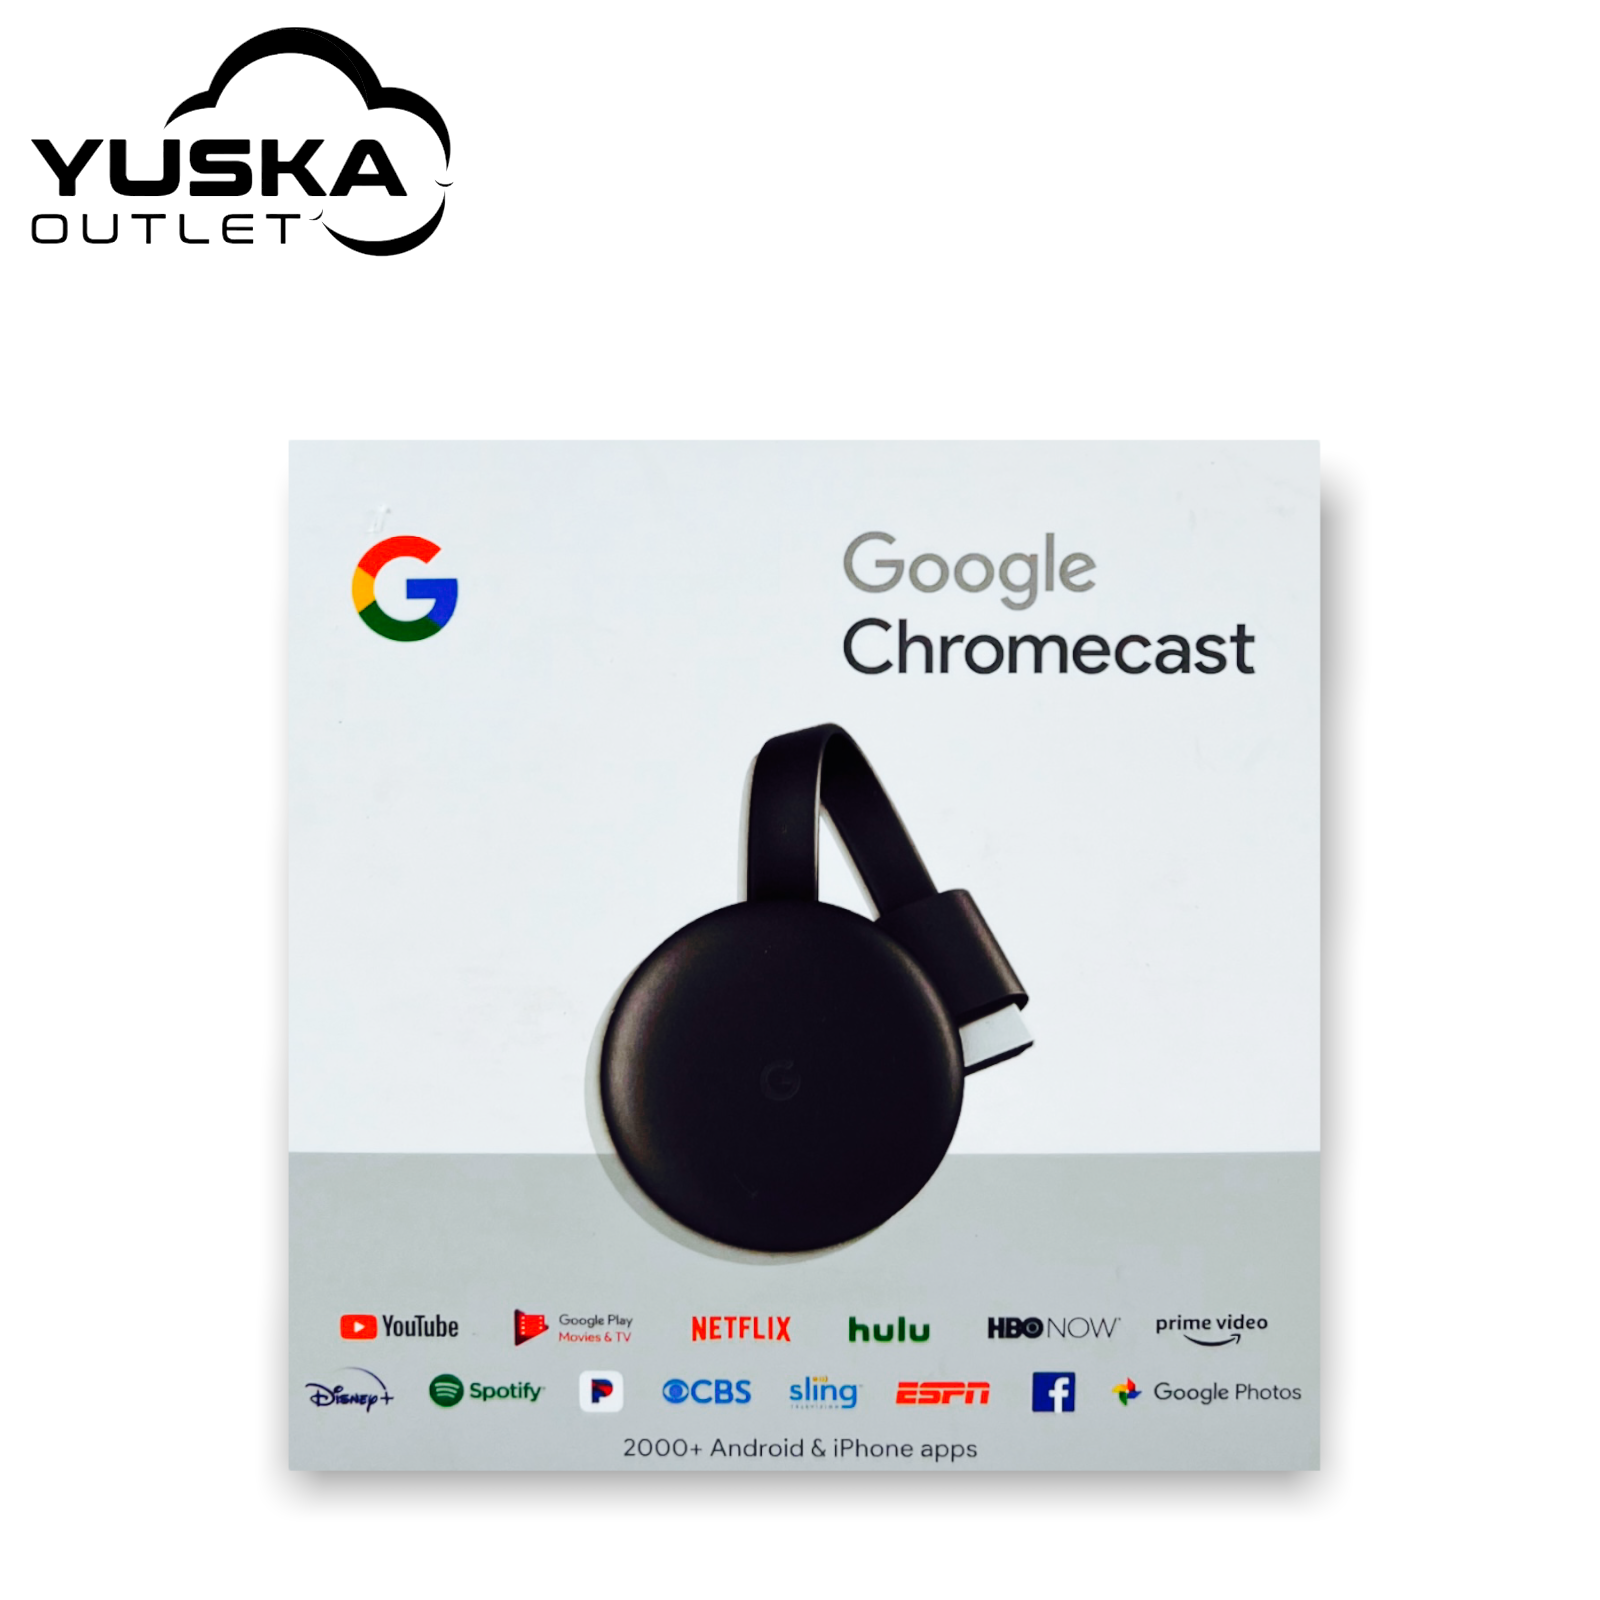 YUSKA
OUTLET
Google
Chromecast
YouTube
Google Play
Movies & TV
NETFLIX
hulu
HBO NOW
prime video
Disney+
Spotify
CBS
sling
TELEVISION
ESPN
Google Photos
2000+ Android & iPhone apps